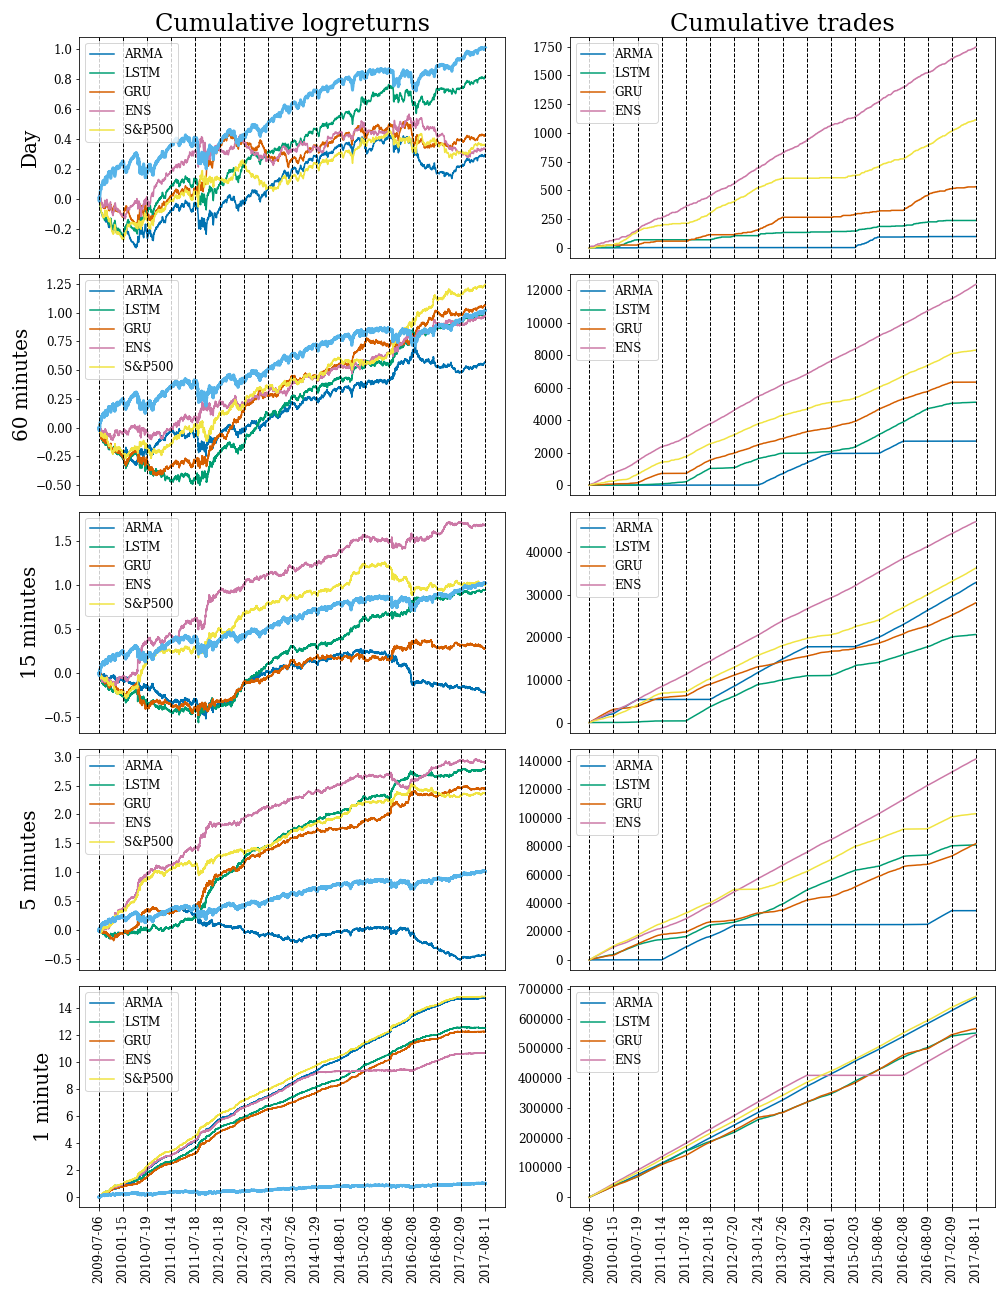 Cumulative logreturns
Cumulative trades
Day
1.0
0.8
0.6
0.4
0.2
0.0
−0.2
ARMA
LSTM
GRU
ENS
S&P500
1750
1500
1250
1000
750
500
250
0
ARMA
LSTM
GRU
ENS
60 minutes
1.25
1.00
0.75
0.50
0.25
0.00
−0.25
−0.50
ARMA
LSTM
GRU
ENS
S&P500
12000
10000
8000
6000
4000
2000
0
ARMA
LSTM
GRU
ENS
15 minutes
1.5
1.0
0.5
0.0
−0.5
ARMA
LSTM
GRU
ENS
S&P500
40000
30000
20000
10000
0
ARMA
LSTM
GRU
ENS
5 minutes
3.0
2.5
2.0
1.5
1.0
0.5
0.0
−0.5
ARMA
LSTM
GRU
ENS
S&P500
140000
120000
100000
80000
60000
40000
20000
0
ARMA
LSTM
GRU
ENS
1 minute
14
12
10
8
6
4
2
0
ARMA
LSTM
GRU
ENS
S&P500
700000
600000
500000
400000
300000
200000
100000
0
ARMA
LSTM
GRU
ENS
2009-07-06
2010-01-15
2010-07-19
2011-01-14
2011-07-18
2012-01-18
2012-07-20
2013-01-24
2013-07-26
2014-01-29
2014-08-01
2015-02-03
2015-08-06
2016-02-08
2016-08-09
2017-02-09
2017-08-11
2009-07-06
2010-01-15
2010-07-19
2011-01-14
2011-07-18
2012-01-18
2012-07-20
2013-01-24
2013-07-26
2014-01-29
2014-08-01
2015-02-03
2015-08-06
2016-02-08
2016-08-09
2017-02-09
2017-08-11